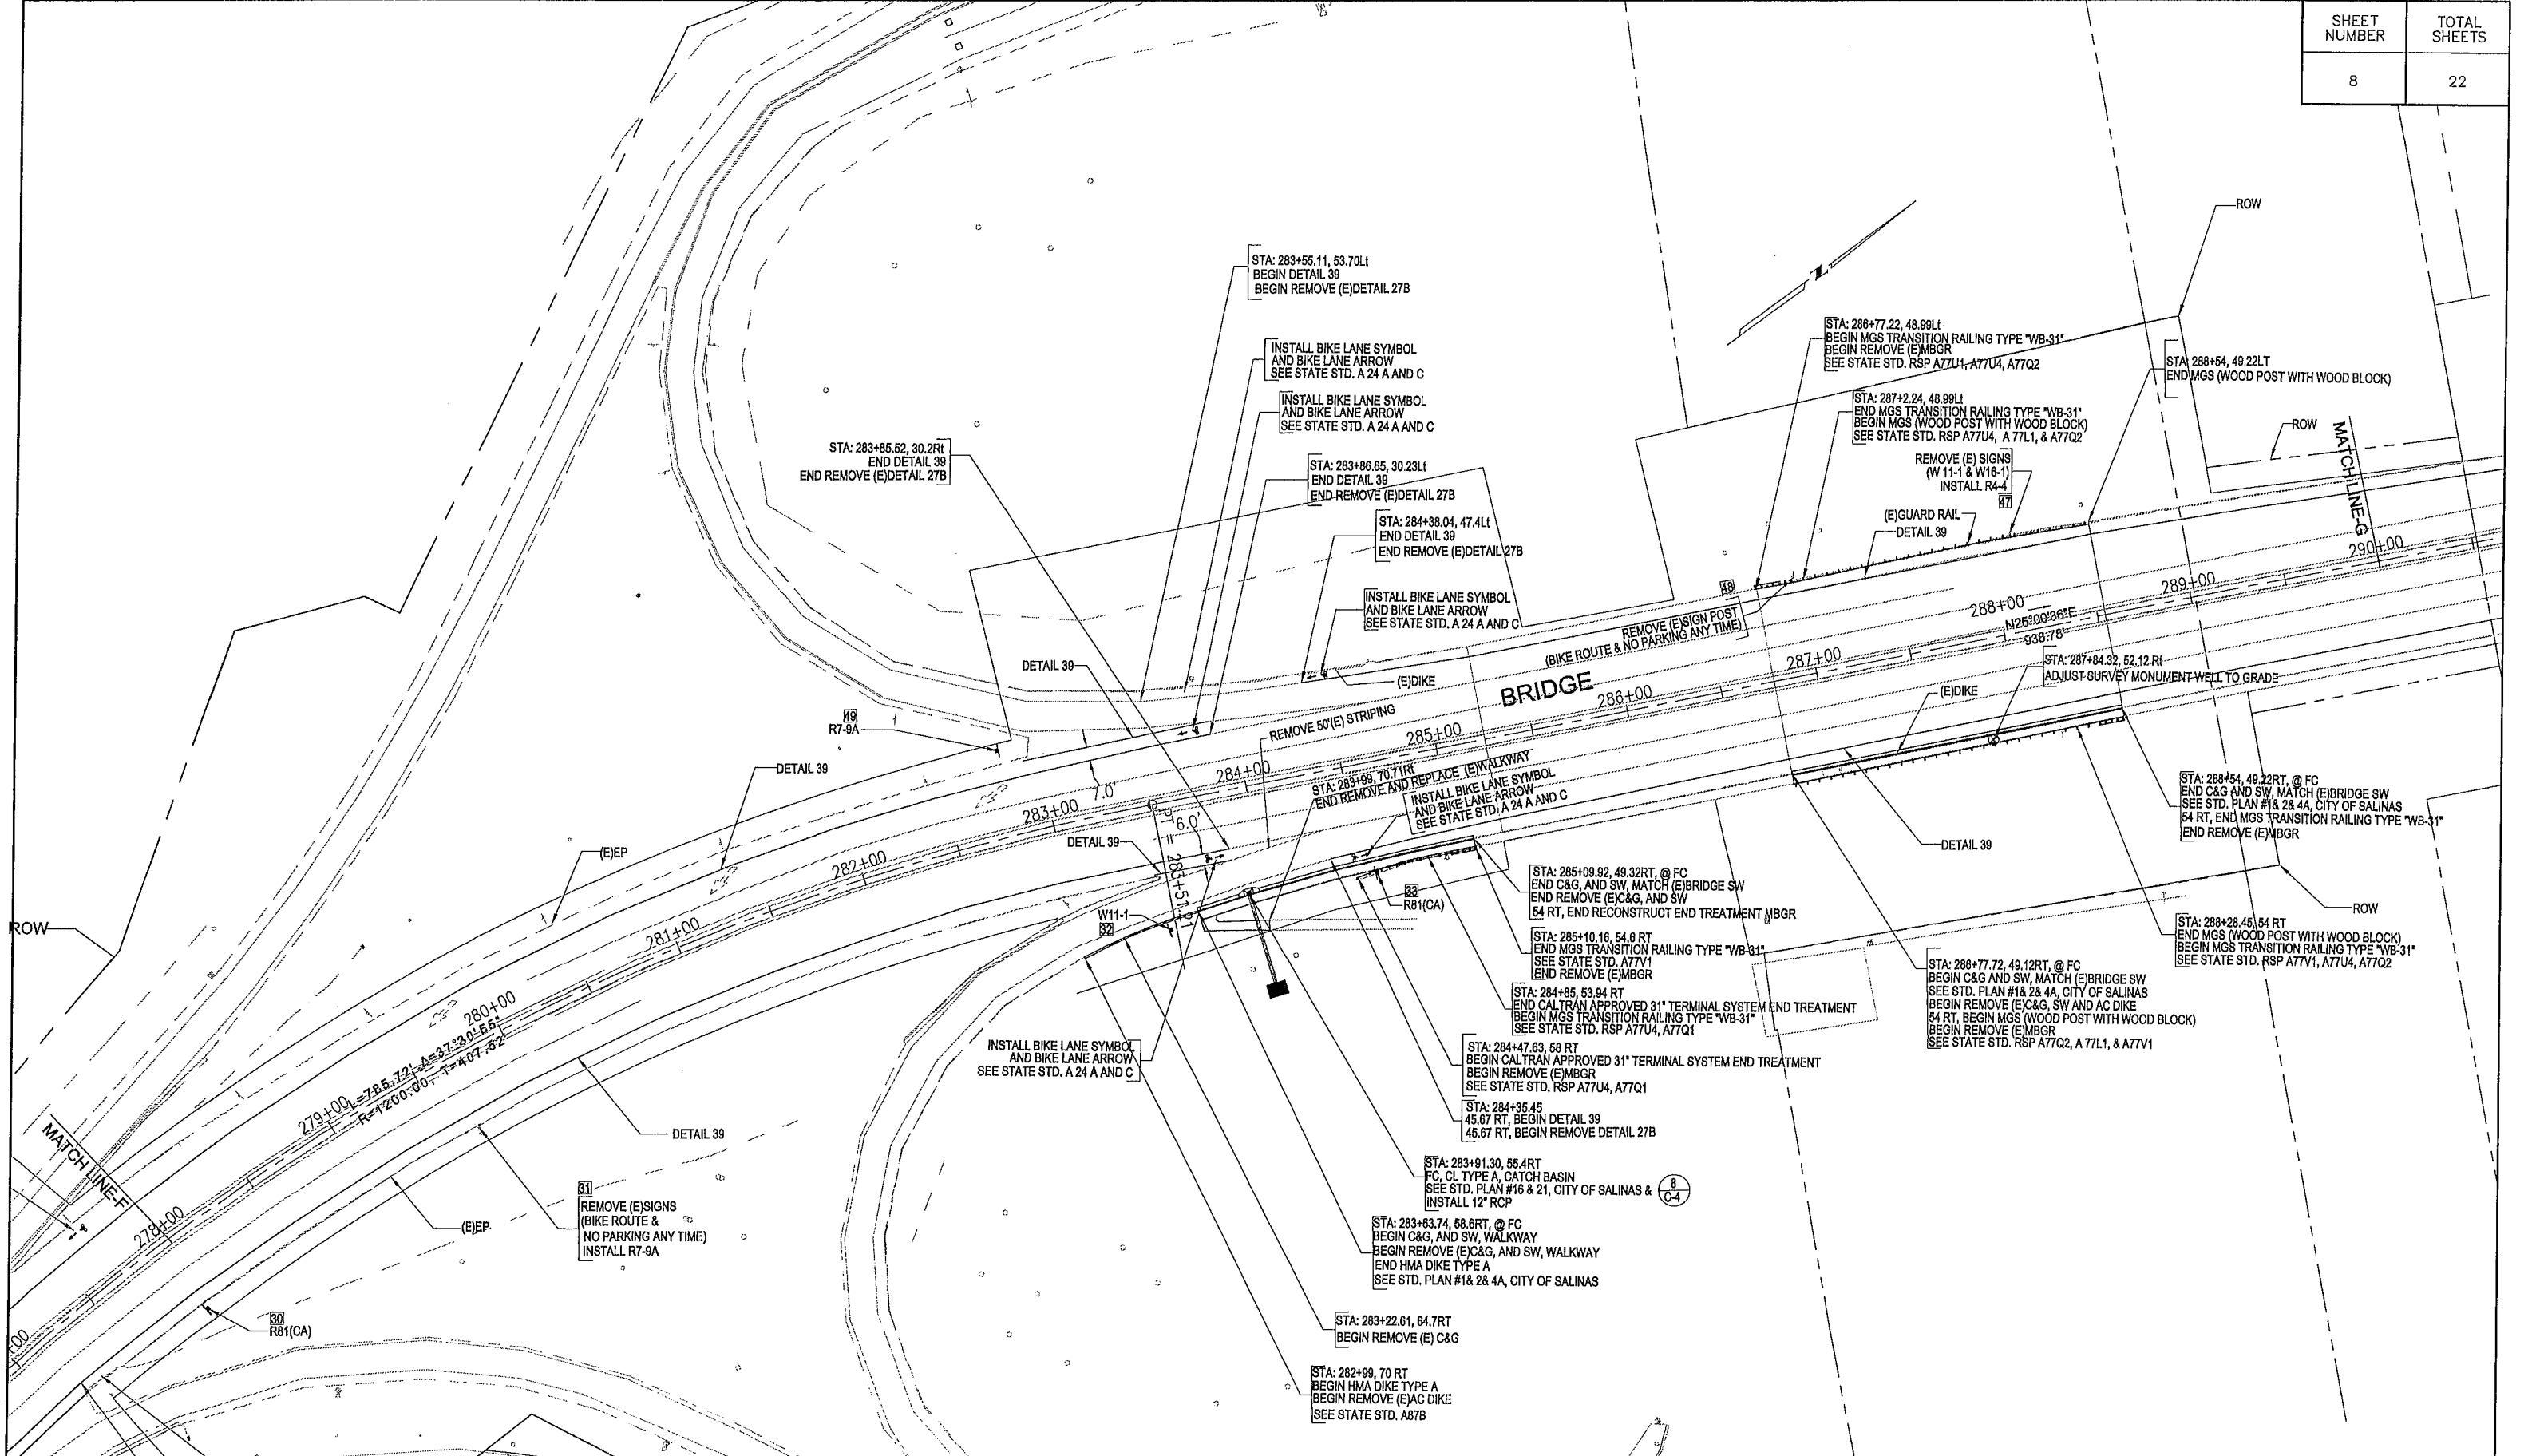 SHEET NUMBER
TOTAL SHEETS
8
22
ROW
STA: 283+55.11, 53.70Lt
BEGIN DETAIL 39
BEGIN REMOVE (E)DETAIL 27B
INSTALL BIKE LANE SYMBOL
AND BIKE LANE ARROW
SEE STATE STD. A 24 A AND C
INSTALL BIKE LANE SYMBOL
AND BIKE LANE ARROW
SEE STATE STD. A 24 A AND C
STA: 283+85.52, 30.2Rt
END DETAIL 39
END REMOVE (E)DETAIL 27B
STA: 283+86.65, 30.23Lt
END DETAIL 39
END REMOVE (E)DETAIL 27B
STA: 284+38.04, 47.4Lt
END DETAIL 39
END REMOVE (E)DETAIL 27B
INSTALL BIKE LANE SYMBOL
AND BIKE LANE ARROW
SEE STATE STD. A 24 A AND C
Z
STA: 286+77.22, 48.99Lt
BEGIN MGS TRANSITION RAILING TYPE "WB-31"
BEGIN REMOVE (E)MBGR
SEE STATE STD. RSP A77U1, A77U4, A77Q2
STA: 287+2.24, 48.99Lt
END MGS TRANSITION RAILING TYPE "WB-31"
BEGIN MGS (WOOD POST WITH WOOD BLOCK)
SEE STATE STD. RSP A77U4, A 77L1, & A77Q2
STA: 288+54, 49.22LT
END MGS (WOOD POST WITH WOOD BLOCK)
ROW
MATCH LINE-G
REMOVE (E) SIGNS
(W 11-1 & W16-1)
INSTALL R4-4
47
(E)GUARD RAIL
DETAIL 39
48
REMOVE (E)SIGN POST
(BIKE ROUTE & NO PARKING ANY TIME)
BRIDGE
DETAIL 39
(E)DIKE
49
R7-9A
REMOVE 50'(E) STRIPING
DETAIL 39
7.0'
6.0'
PT = 283+51.21
278+00
279+00
280+00
281+00
282+00
283+00
284+00
285+00
286+00
287+00
288+00
289+00
290+00
N25°00'36"E
938.78'
STA: 287+84.32, 52.12 Rt
ADJUST SURVEY MONUMENT WELL TO GRADE
(E)DIKE
STA: 283+99, 70.71Rt
END REMOVE AND REPLACE (E)WALKWAY
INSTALL BIKE LANE SYMBOL
AND BIKE LANE ARROW
SEE STATE STD. A 24 A AND C
DETAIL 39
(E)EP
W11-1
32
33
R81(CA)
STA: 285+09.92, 49.32RT, @ FC
END C&G, AND SW, MATCH (E)BRIDGE SW
END REMOVE (E)C&G, AND SW
54 RT, END RECONSTRUCT END TREATMENT MBGR
STA: 285+10.16, 54.6 RT
END MGS TRANSITION RAILING TYPE "WB-31"
SEE STATE STD. A77V1
END REMOVE (E)MBGR
STA: 284+85, 53.94 RT
END CALTRAN APPROVED 31" TERMINAL SYSTEM END TREATMENT
BEGIN MGS TRANSITION RAILING TYPE "WB-31"
SEE STATE STD. RSP A77U4, A77Q1
STA: 284+47.63, 58 RT
BEGIN CALTRAN APPROVED 31" TERMINAL SYSTEM END TREATMENT
BEGIN REMOVE (E)MBGR
SEE STATE STD. RSP A77U4, A77Q1
STA: 284+35.45
45.67 RT, BEGIN DETAIL 39
45.67 RT, BEGIN REMOVE DETAIL 27B
STA: 283+91.30, 55.4RT
FC, CL TYPE A, CATCH BASIN
SEE STD. PLAN #16 & 21, CITY OF SALINAS &
INSTALL 12" RCP
8
C-4
STA: 283+63.74, 58.6RT, @ FC
BEGIN C&G, AND SW, WALKWAY
BEGIN REMOVE (E)C&G, AND SW, WALKWAY
END HMA DIKE TYPE A
SEE STD. PLAN #1& 2& 4A, CITY OF SALINAS
STA: 283+22.61, 64.7RT
BEGIN REMOVE (E) C&G
STA: 282+99, 70 RT
BEGIN HMA DIKE TYPE A
BEGIN REMOVE (E)AC DIKE
SEE STATE STD. A87B
STA: 288+54, 49.22RT, @ FC
END C&G AND SW, MATCH (E)BRIDGE SW
SEE STD. PLAN #1& 2& 4A, CITY OF SALINAS
54 RT, END MGS TRANSITION RAILING TYPE "WB-31"
END REMOVE (E)MBGR
DETAIL 39
ROW
STA: 288+28.45, 54 RT
END MGS (WOOD POST WITH WOOD BLOCK)
BEGIN MGS TRANSITION RAILING TYPE "WB-31"
SEE STATE STD. RSP A77V1, A77U4, A77Q2
STA: 286+77.72, 49.12RT, @ FC
BEGIN C&G AND SW, MATCH (E)BRIDGE SW
SEE STD. PLAN #1& 2& 4A, CITY OF SALINAS
BEGIN REMOVE (E)C&G, SW AND AC DIKE
54 RT, BEGIN MGS (WOOD POST WITH WOOD BLOCK)
BEGIN REMOVE (E)MBGR
SEE STATE STD. RSP A77Q2, A 77L1, & A77V1
INSTALL BIKE LANE SYMBOL
AND BIKE LANE ARROW
SEE STATE STD. A 24 A AND C
ROW
L=785.72', Δ=37°30'56"
R=1200.00', T=407.52'
MATCH LINE-F
DETAIL 39
(E)EP
31
REMOVE (E)SIGNS
(BIKE ROUTE &
NO PARKING ANY TIME)
INSTALL R7-9A
30
R81(CA)
+00